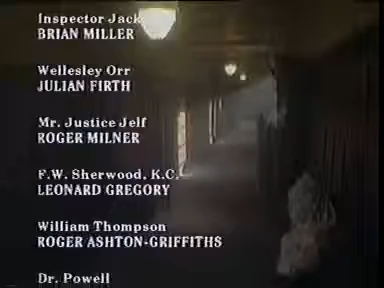 Inspector Jack
BRIAN MILLER
Wellesley Orr
JULIAN FIRTH
Mr. Justice Jelf
ROGER MILNER
F.W. Sherwood, K.C.
LEONARD GREGORY
William Thompson
ROGER ASHTON-GRIFFITHS
Dr. Powell